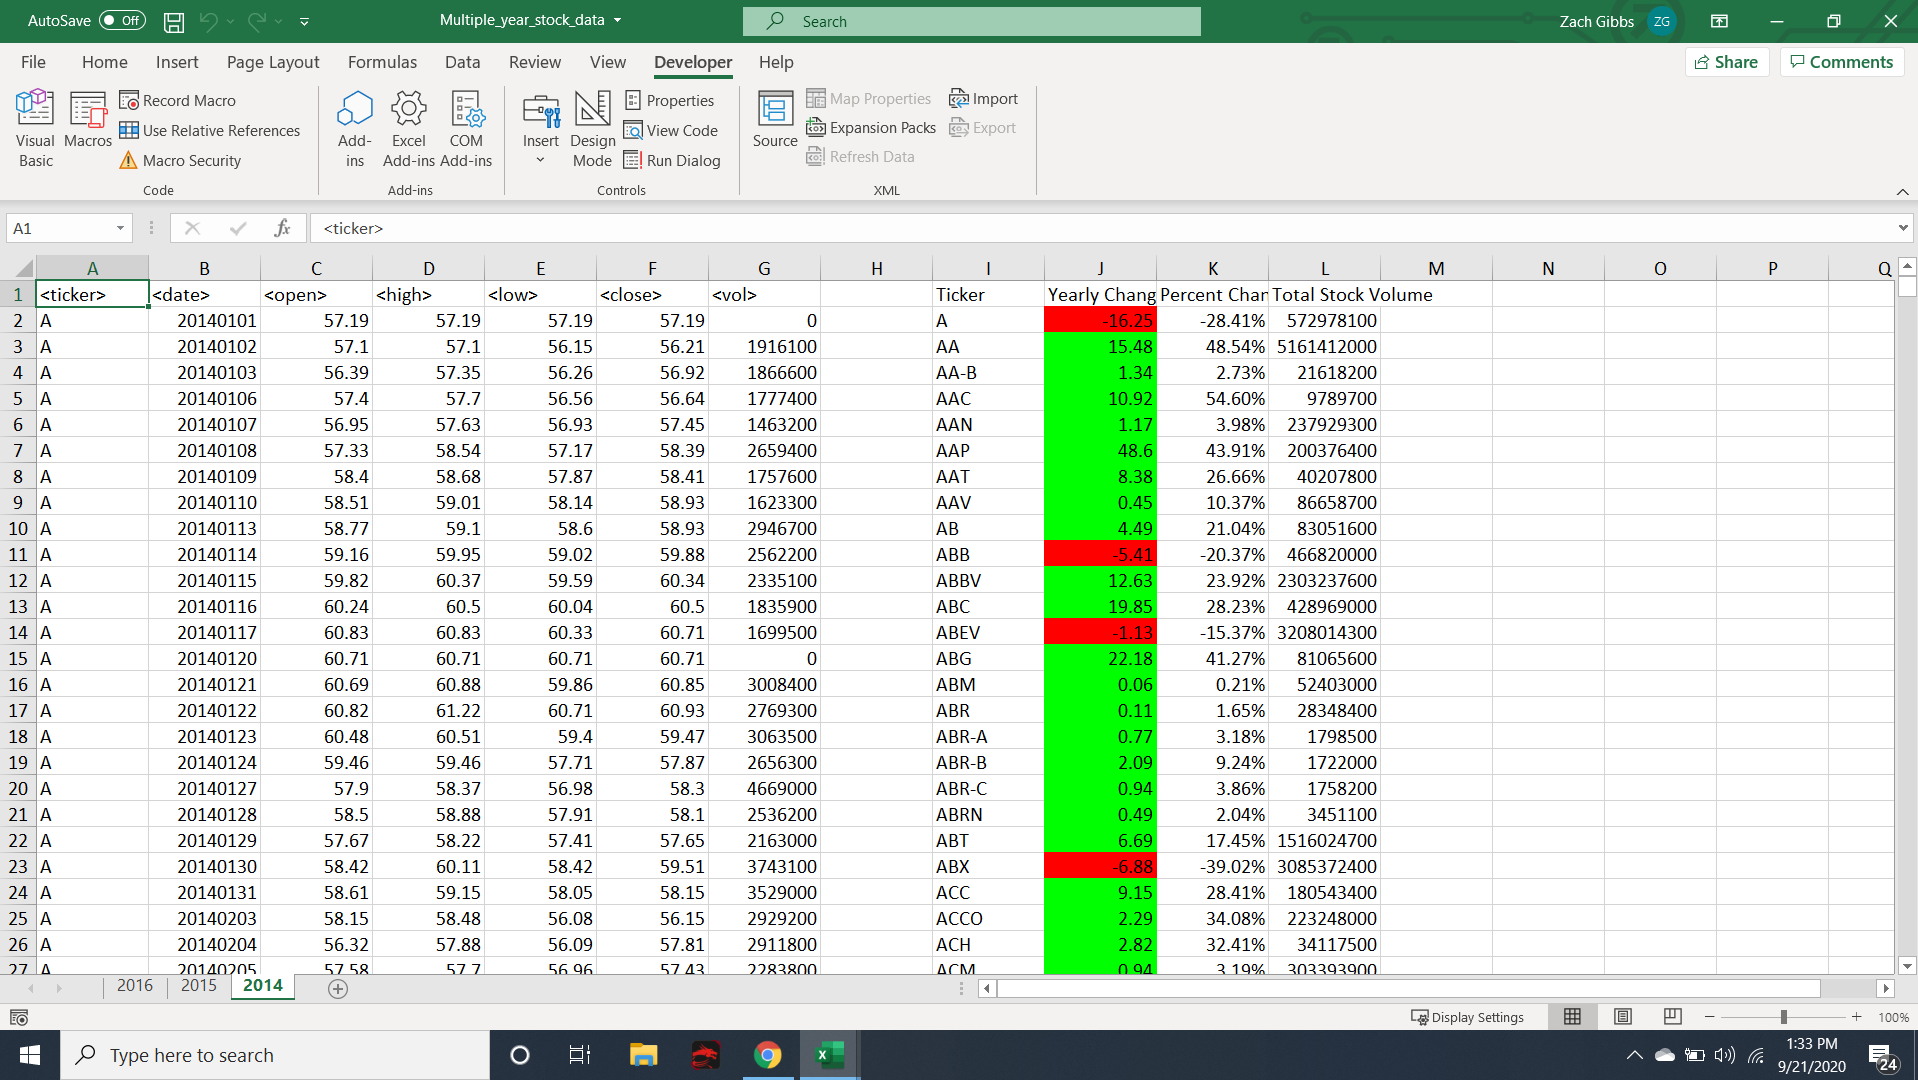 AutoSave Off Multiple_year_stock_data Search Zach Gibbs ZG
File Home Insert Page Layout Formulas Data Review View Developer Help Share Comments
Visual Basic
Macros
Record Macro
Use Relative References
Macro Security
Code
Add-ins
Excel Add-ins
COM Add-ins
Add-ins
Insert
Design Mode
Properties
View Code
Run Dialog
Controls
Source
Map Properties
Expansion Packs
Refresh Data
Import
Export
XML
A1 fx <ticker>
A B C D E F G H I J K L M N O P Q
1 <ticker> <date> <open> <high> <low> <close> <vol> Ticker Yearly Chang Percent Char Total Stock Volume
2 A 20140101 57.19 57.19 57.19 57.19 0 A -16.25 -28.41% 572978100
3 A 20140102 57.1 57.1 56.15 56.21 1916100 AA 15.48 48.54% 5161412000
4 A 20140103 56.39 57.35 56.26 56.92 1866600 AA-B 1.34 2.73% 21618200
5 A 20140106 57.4 57.7 56.56 56.64 1777400 AAC 10.92 54.60% 9789700
6 A 20140107 56.95 57.63 56.93 57.45 1463200 AAN 1.17 3.98% 237929300
7 A 20140108 57.33 58.54 57.17 58.39 2659400 AAP 48.6 43.91% 200376400
8 A 20140109 58.4 58.68 57.87 58.41 1757600 AAT 8.38 26.66% 40207800
9 A 20140110 58.51 59.01 58.14 58.93 1623300 AAV 0.45 10.37% 86658700
10 A 20140113 58.77 59.1 58.6 58.93 2946700 AB 4.49 21.04% 83051600
11 A 20140114 59.16 59.95 59.02 59.88 2562200 ABB -5.41 -20.37% 466820000
12 A 20140115 59.82 60.37 59.59 60.34 2335100 ABBV 12.63 23.92% 2303237600
13 A 20140116 60.24 60.5 60.04 60.5 1835900 ABC 19.85 28.23% 428969000
14 A 20140117 60.83 60.83 60.33 60.71 1699500 ABEV -1.13 -15.37% 3208014300
15 A 20140120 60.71 60.71 60.71 60.71 0 ABG 22.18 41.27% 81065600
16 A 20140121 60.69 60.88 59.86 60.85 3008400 ABM 0.06 0.21% 52403000
17 A 20140122 60.82 61.22 60.71 60.93 2769300 ABR 0.11 1.65% 28348400
18 A 20140123 60.48 60.51 59.4 59.47 3063500 ABR-A 0.77 3.18% 1798500
19 A 20140124 59.46 59.46 57.71 57.87 2656300 ABR-B 2.09 9.24% 1722000
20 A 20140127 57.9 58.37 56.98 58.3 4669000 ABR-C 0.94 3.86% 1758200
21 A 20140128 58.5 58.88 57.91 58.1 2536200 ABRN 0.49 2.04% 3451100
22 A 20140129 57.67 58.22 57.41 57.65 2163000 ABT 6.69 17.45% 1516024700
23 A 20140130 58.42 60.11 58.42 59.51 3743100 ABX -6.88 -39.02% 3085372400
24 A 20140131 58.61 59.15 58.05 58.15 3529000 ACC 9.15 28.41% 180543400
25 A 20140203 58.15 58.48 56.08 56.15 2929200 ACCO 2.29 34.08% 223248000
26 A 20140204 56.32 57.88 56.09 57.81 2911800 ACH 2.82 32.41% 34117500
27 A 20140205 57.58 57.7 56.96 57.43 2283800 ACM 0.94 3.19% 303393900
2016 2015 2014
Display Settings 100%
Type here to search
1:33 PM
9/21/2020
24